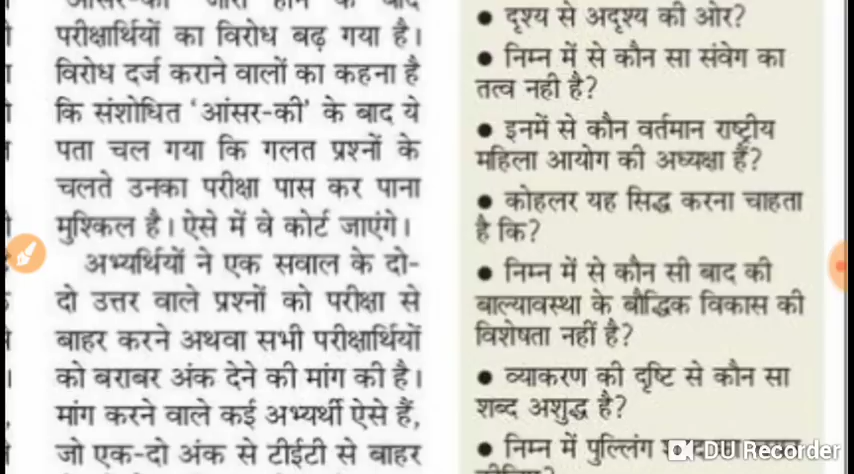 परीक्षार्थियों का विरोध बढ़ गया है।
विरोध दर्ज कराने वालों का कहना है
कि संशोधित ‘आंसर-की’ के बाद ये
पता चल गया कि गलत प्रश्नों के
चलते उनका परीक्षा पास कर पाना
मुश्किल है। ऐसे में वे कोर्ट जाएंगे।
अभ्यर्थियों ने एक सवाल के दो-
दो उत्तर वाले प्रश्नों को परीक्षा से
बाहर करने अथवा सभी परीक्षार्थियों
को बराबर अंक देने की मांग की है।
मांग करने वाले कई अभ्यर्थी ऐसे हैं,
जो एक-दो अंक से टीईटी से बाहर
● दृश्य से अदृश्य की ओर?
● निम्न में से कौन सा संवेग का
तत्व नही है?
● इनमें से कौन वर्तमान राष्ट्रीय
महिला आयोग की अध्यक्षा हैं?
● कोहलर यह सिद्ध करना चाहता
है कि?
● निम्न में से कौन सी बाद की
बाल्यावस्था के बौद्धिक विकास की
विशेषता नहीं है?
● व्याकरण की दृष्टि से कौन सा
शब्द अशुद्ध है?
● निम्न में पुल्लिंग
DU Recorder